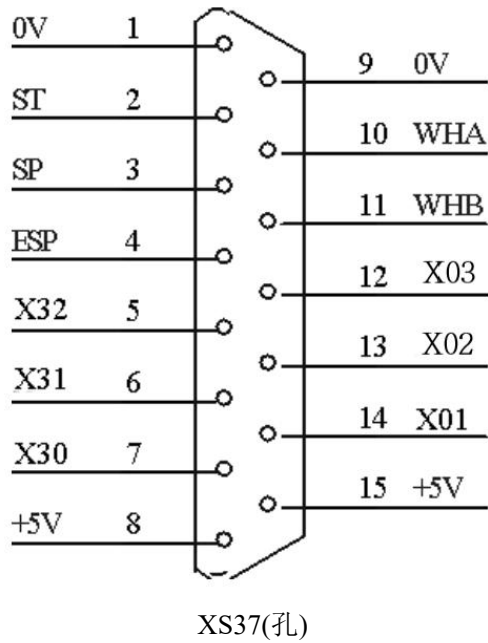 0V 1
9 0V
ST 2
10 WHA
SP 3
11 WHB
ESP 4
12 X03
X32 5
13 X02
X31 6
14 X01
X30 7
15 +5V
+5V 8
XS37(孔)